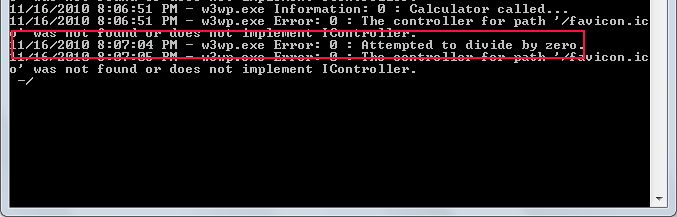 11/16/2010 8:06:51 PM - w3wp.exe Information: 0 : Calculator called...
11/16/2010 8:06:51 PM - w3wp.exe Error: 0 : The controller for path '/favicon.ic
o' was not found or does not implement IController.
11/16/2010 8:07:04 PM - w3wp.exe Error: 0 : Attempted to divide by zero.
11/16/2010 8:07:05 PM - w3wp.exe Error: 0 : The controller for path '/favicon.ic
o' was not found or does not implement IController.
-/